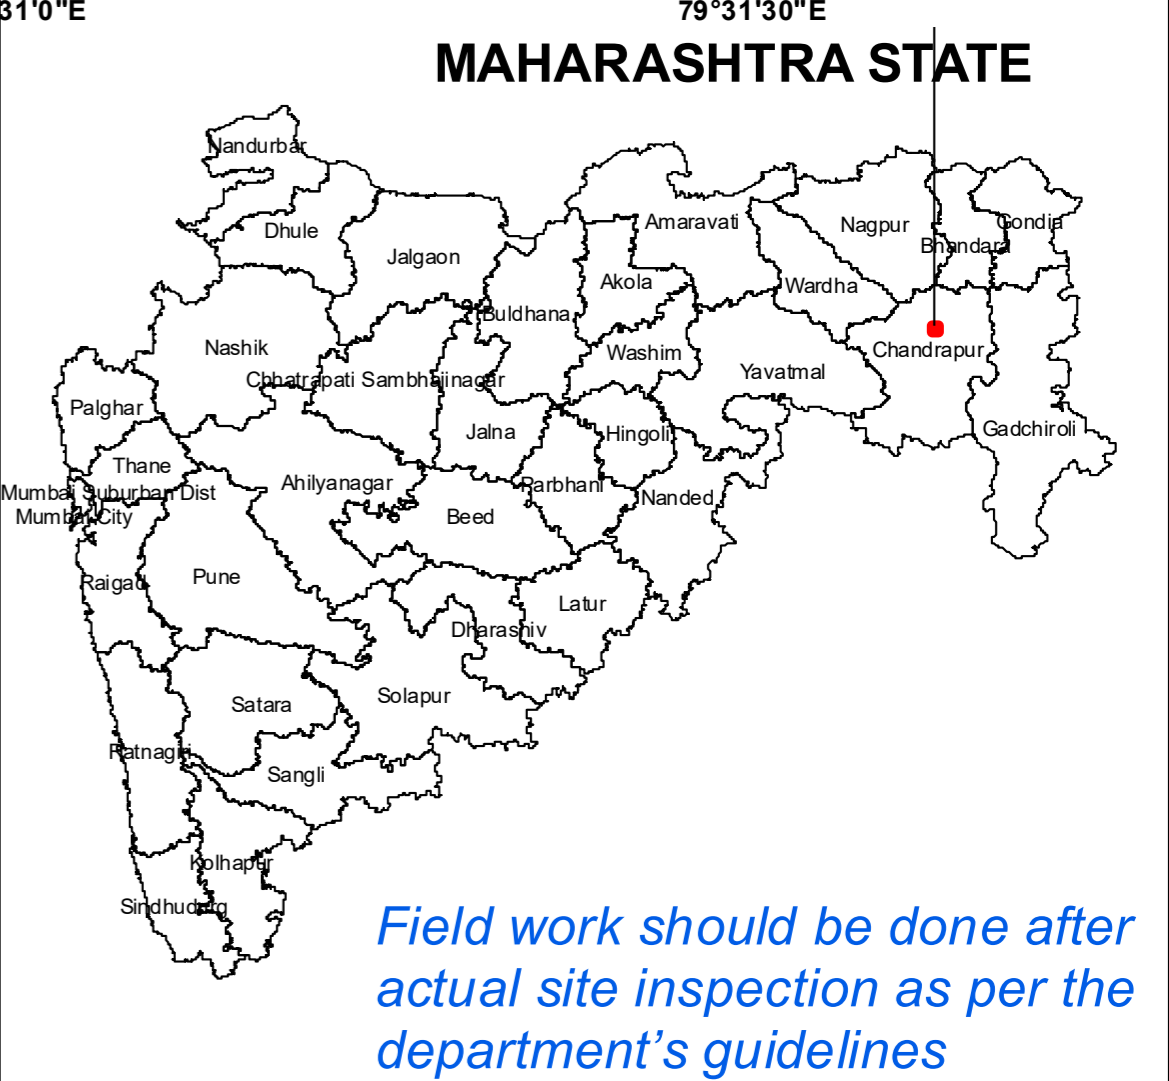 31'0"E
79°31'30"E
MAHARASHTRA STATE
Nandurbar
Dhule
Jalgaon
Amaravati
Nagpur
Gondia
Bhandara
Akola
Wardha
Buldhana
Nashik
Washim
Chandrapur
Chhatrapati Sambhajinagar
Yavatmal
Palghar
Jalna
Hingoli
Gadchiroli
Thane
Ahilyanagar
Parbhani
Nanded
Mumbai Suburban Dist
Mumbai City
Beed
Raigad
Pune
Latur
Dharashiv
Satara
Solapur
Ratnagiri
Sangli
Kolhapur
Sindhudurg
Field work should be done after
actual site inspection as per the
department’s guidelines